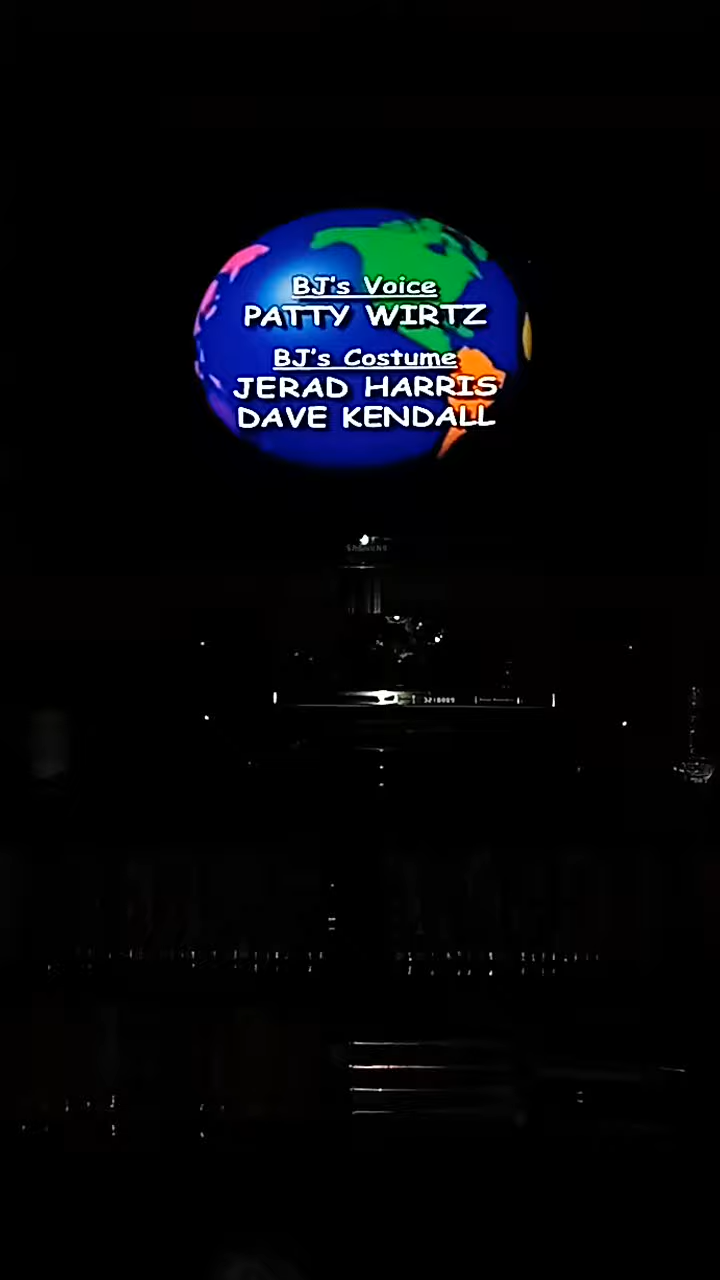 BJ's Voice
PATTY WIRTZ
BJ's Costume
JERAD HARRIS
DAVE KENDALL